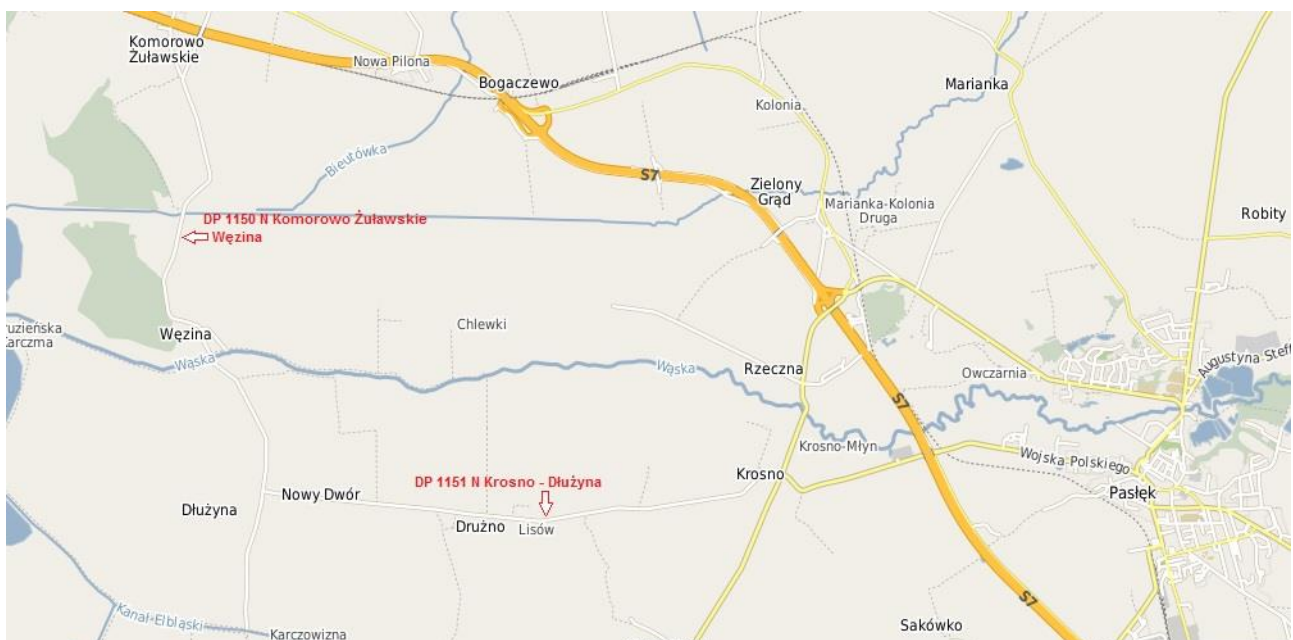 Komorowo
Żuławskie
Nowa Pilona
Bogaczewo
Kolonia
Marianka
Bieutówka
S7
Zielony
Grąd
Marianka-Kolonia
Druga
Robity
DP 1150 N Komorowo Żuławskie
Węzina
Węzina
Chlewki
Wąska
Wąska
Rzeczna
Owczarnia
Augustyna Steff
S7
Krosno-Młyn
Wojska Polskiego
Pasłęk
Krosno
DP 1151 N Krosno - Dłużyna
Nowy Dwór
Dłużyna
Drużno
Lisów
S7
Kanał-Elbląski
Karczowizna
Sakówko